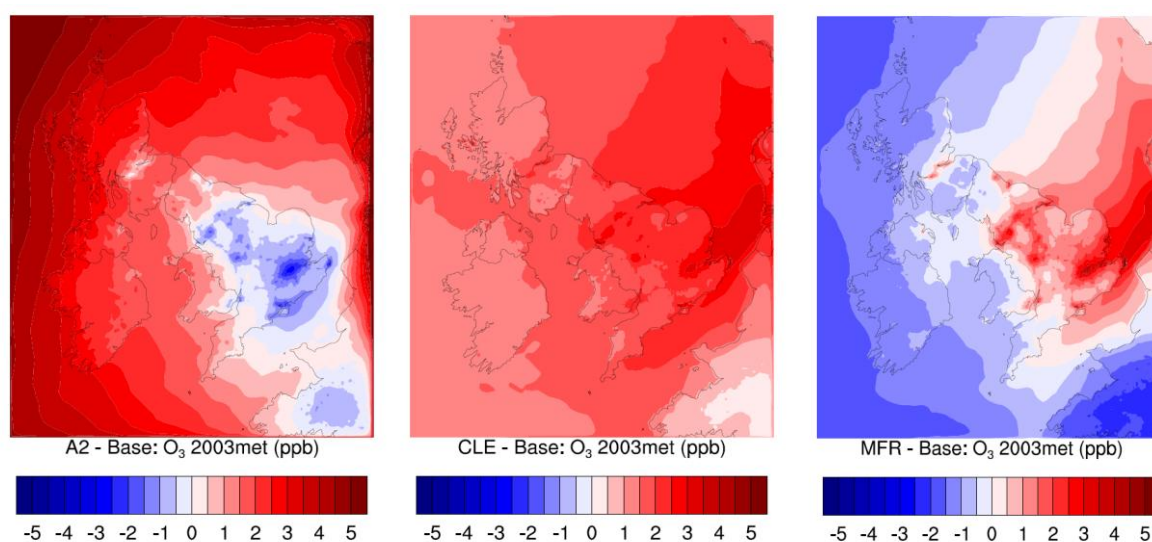 A2 - Base: O₃ 2003met (ppb)
-5 -4 -3 -2 -1 0 1 2 3 4 5
CLE - Base: O₃ 2003met (ppb)
-5 -4 -3 -2 -1 0 1 2 3 4 5
MFR - Base: O₃ 2003met (ppb)
-5 -4 -3 -2 -1 0 1 2 3 4 5